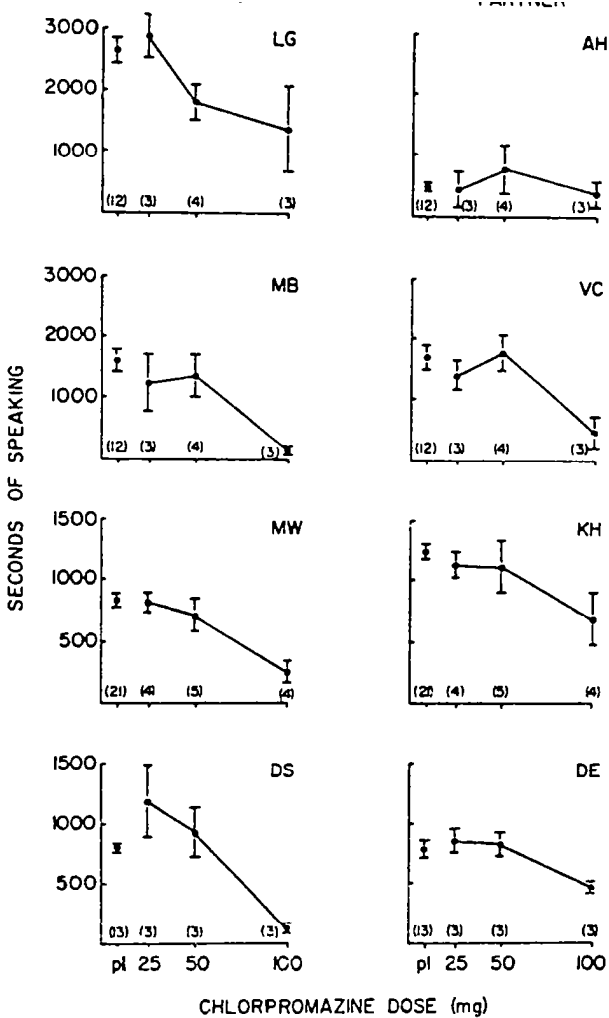 PARTNER
3000 LG AH
2000
1000
(12) (3) (4) (3) (12) (3) (4) (3)
3000 MB VC
2000
1000
(12) (3) (4) (3) (12) (3) (4) (3)
1500 MW KH
1000
500
(21) (4) (5) (4) (21) (4) (5) (4)
1500 DS DE
1000
500
(13) (3) (3) (3) (13) (3) (3) (3)
pl 25 50 100 pl 25 50 100
SECONDS OF SPEAKING
CHLORPROMAZINE DOSE (mg)